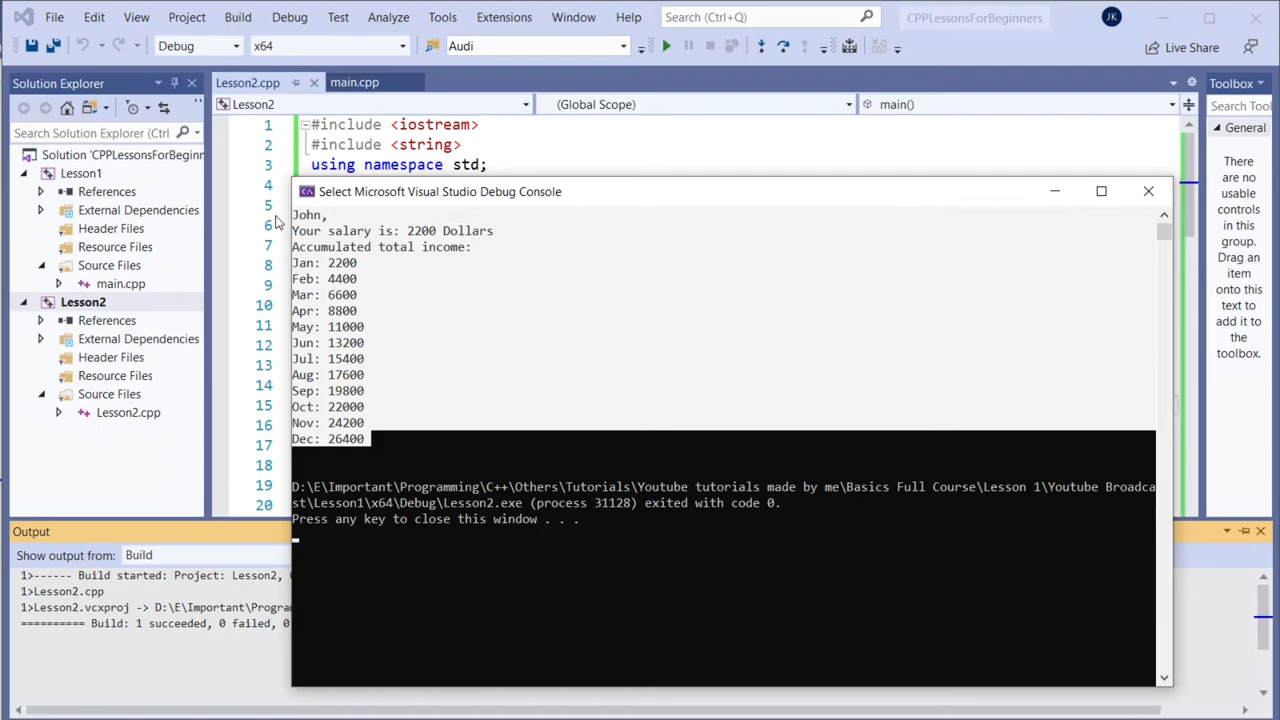 File Edit View Project Build Debug Test Analyze Tools Extensions Window Help Search (Ctrl+Q) CPPLessonsForBeginners JK
Debug x64 Audi Live Share
Solution Explorer Lesson2.cpp main.cpp Toolbox
Lesson2 (Global Scope) main() Search Tool
Search Solution Explorer (Ctrl
General
Solution 'CPPLessonsForBeginn
Lesson1
References
External Dependencies
Header Files
Resource Files
Source Files
main.cpp
Lesson2
References
External Dependencies
Header Files
Resource Files
Source Files
Lesson2.cpp
1 #include <iostream>
2 #include <string>
3 using namespace std;
4
5
6
7
8
9
10
11
12
13
14
15
16
17
18
19
20
Select Microsoft Visual Studio Debug Console
John,
Your salary is: 2200 Dollars
Accumulated total income:
Jan: 2200
Feb: 4400
Mar: 6600
Apr: 8800
May: 11000
Jun: 13200
Jul: 15400
Aug: 17600
Sep: 19800
Oct: 22000
Nov: 24200
Dec: 26400
D:\E\Important\Programming\C++\Others\Tutorials\Youtube tutorials made by me\Basics Full Course\Lesson 1\Youtube Broadca
st\Lesson1\x64\Debug\Lesson2.exe (process 31128) exited with code 0.
Press any key to close this window . . .
There
are no
usable
controls
in this
group.
Drag an
item
onto this
text to
add it to
the
toolbox.
Output
Show output from: Build
1>------ Build started: Project: Lesson2,
1>Lesson2.cpp
1>Lesson2.vcxproj -> D:\E\Important\Progra
========== Build: 1 succeeded, 0 failed, 0